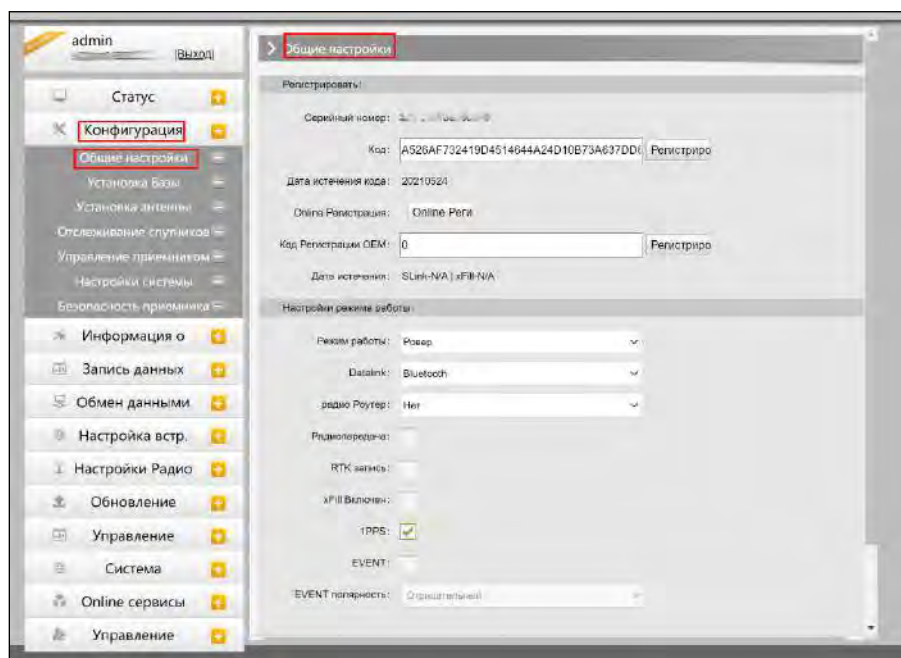 admin
[Выход]
Статус
Конфигурация
Общие настройки
Установка Базы
Установка антенны
Отслеживание спутников
Управление приемником
Настройки системы
Безопасность приемника
Информация о
Запись данных
Обмен данными
Настройка встр.
Настройки Радио
Обновление
Управление
Система
Online сервисы
Управление
Общие настройки
Регистрировать:
Серийный номер:
Код: A526AF732419D4514644A24D10B73A637DD Регистриро
Дата истечения кода: 20210524
Online Регистрация: Online Реги
Код Регистрации OEM: 0 Регистриро
Дата истечения: SLink-N/A | xFill-N/A
Настройки режима работы
Режим работы: Ровер
Datalink: Bluetooth
радио Роутер: Нет
Радиопередача:
RTK запись:
xFill Включен:
1PPS:
EVENT:
EVENT полярность: Отрицательный